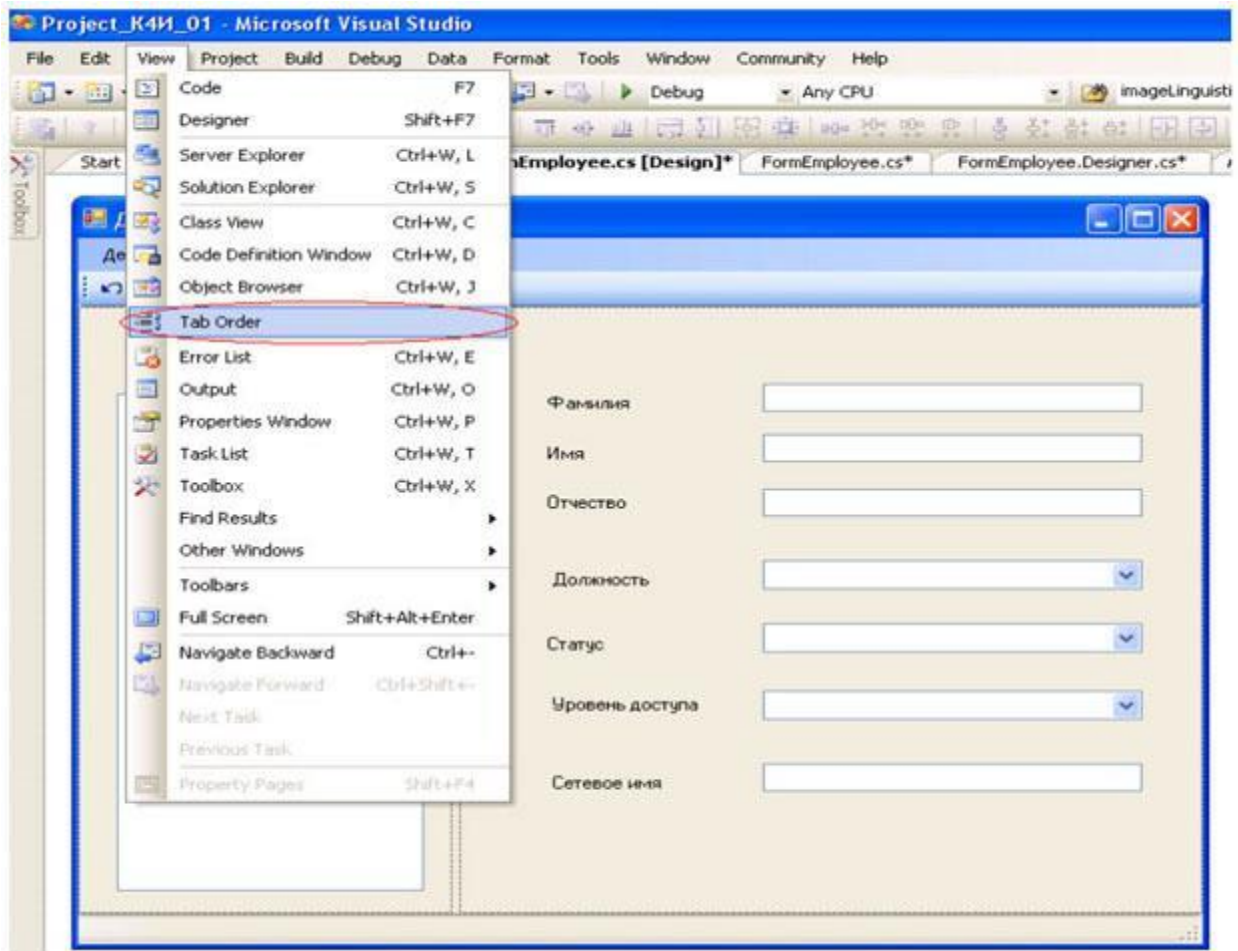 Project_К4И_01 - Microsoft Visual Studio
File Edit View Project Build Debug Data Format Tools Window Community Help
Debug Any CPU imageLinguisti
Toolbox
Start mEmployee.cs [Design]* FormEmployee.cs* FormEmployee.Designer.cs*
Code F7
Designer Shift+F7
Server Explorer Ctrl+W, L
Solution Explorer Ctrl+W, S
Class View Ctrl+W, C
Code Definition Window Ctrl+W, D
Object Browser Ctrl+W, J
Tab Order
Error List Ctrl+W, E
Output Ctrl+W, O
Properties Window Ctrl+W, P
Task List Ctrl+W, T
Toolbox Ctrl+W, X
Find Results
Other Windows
Toolbars
Full Screen Shift+Alt+Enter
Navigate Backward Ctrl+-
Navigate Forward Ctrl+Shift+-
Next Task
Previous Task
Property Pages Shift+F4
Фамилия
Имя
Отчество
Должность
Статус
Уровень доступа
Сетевое имя